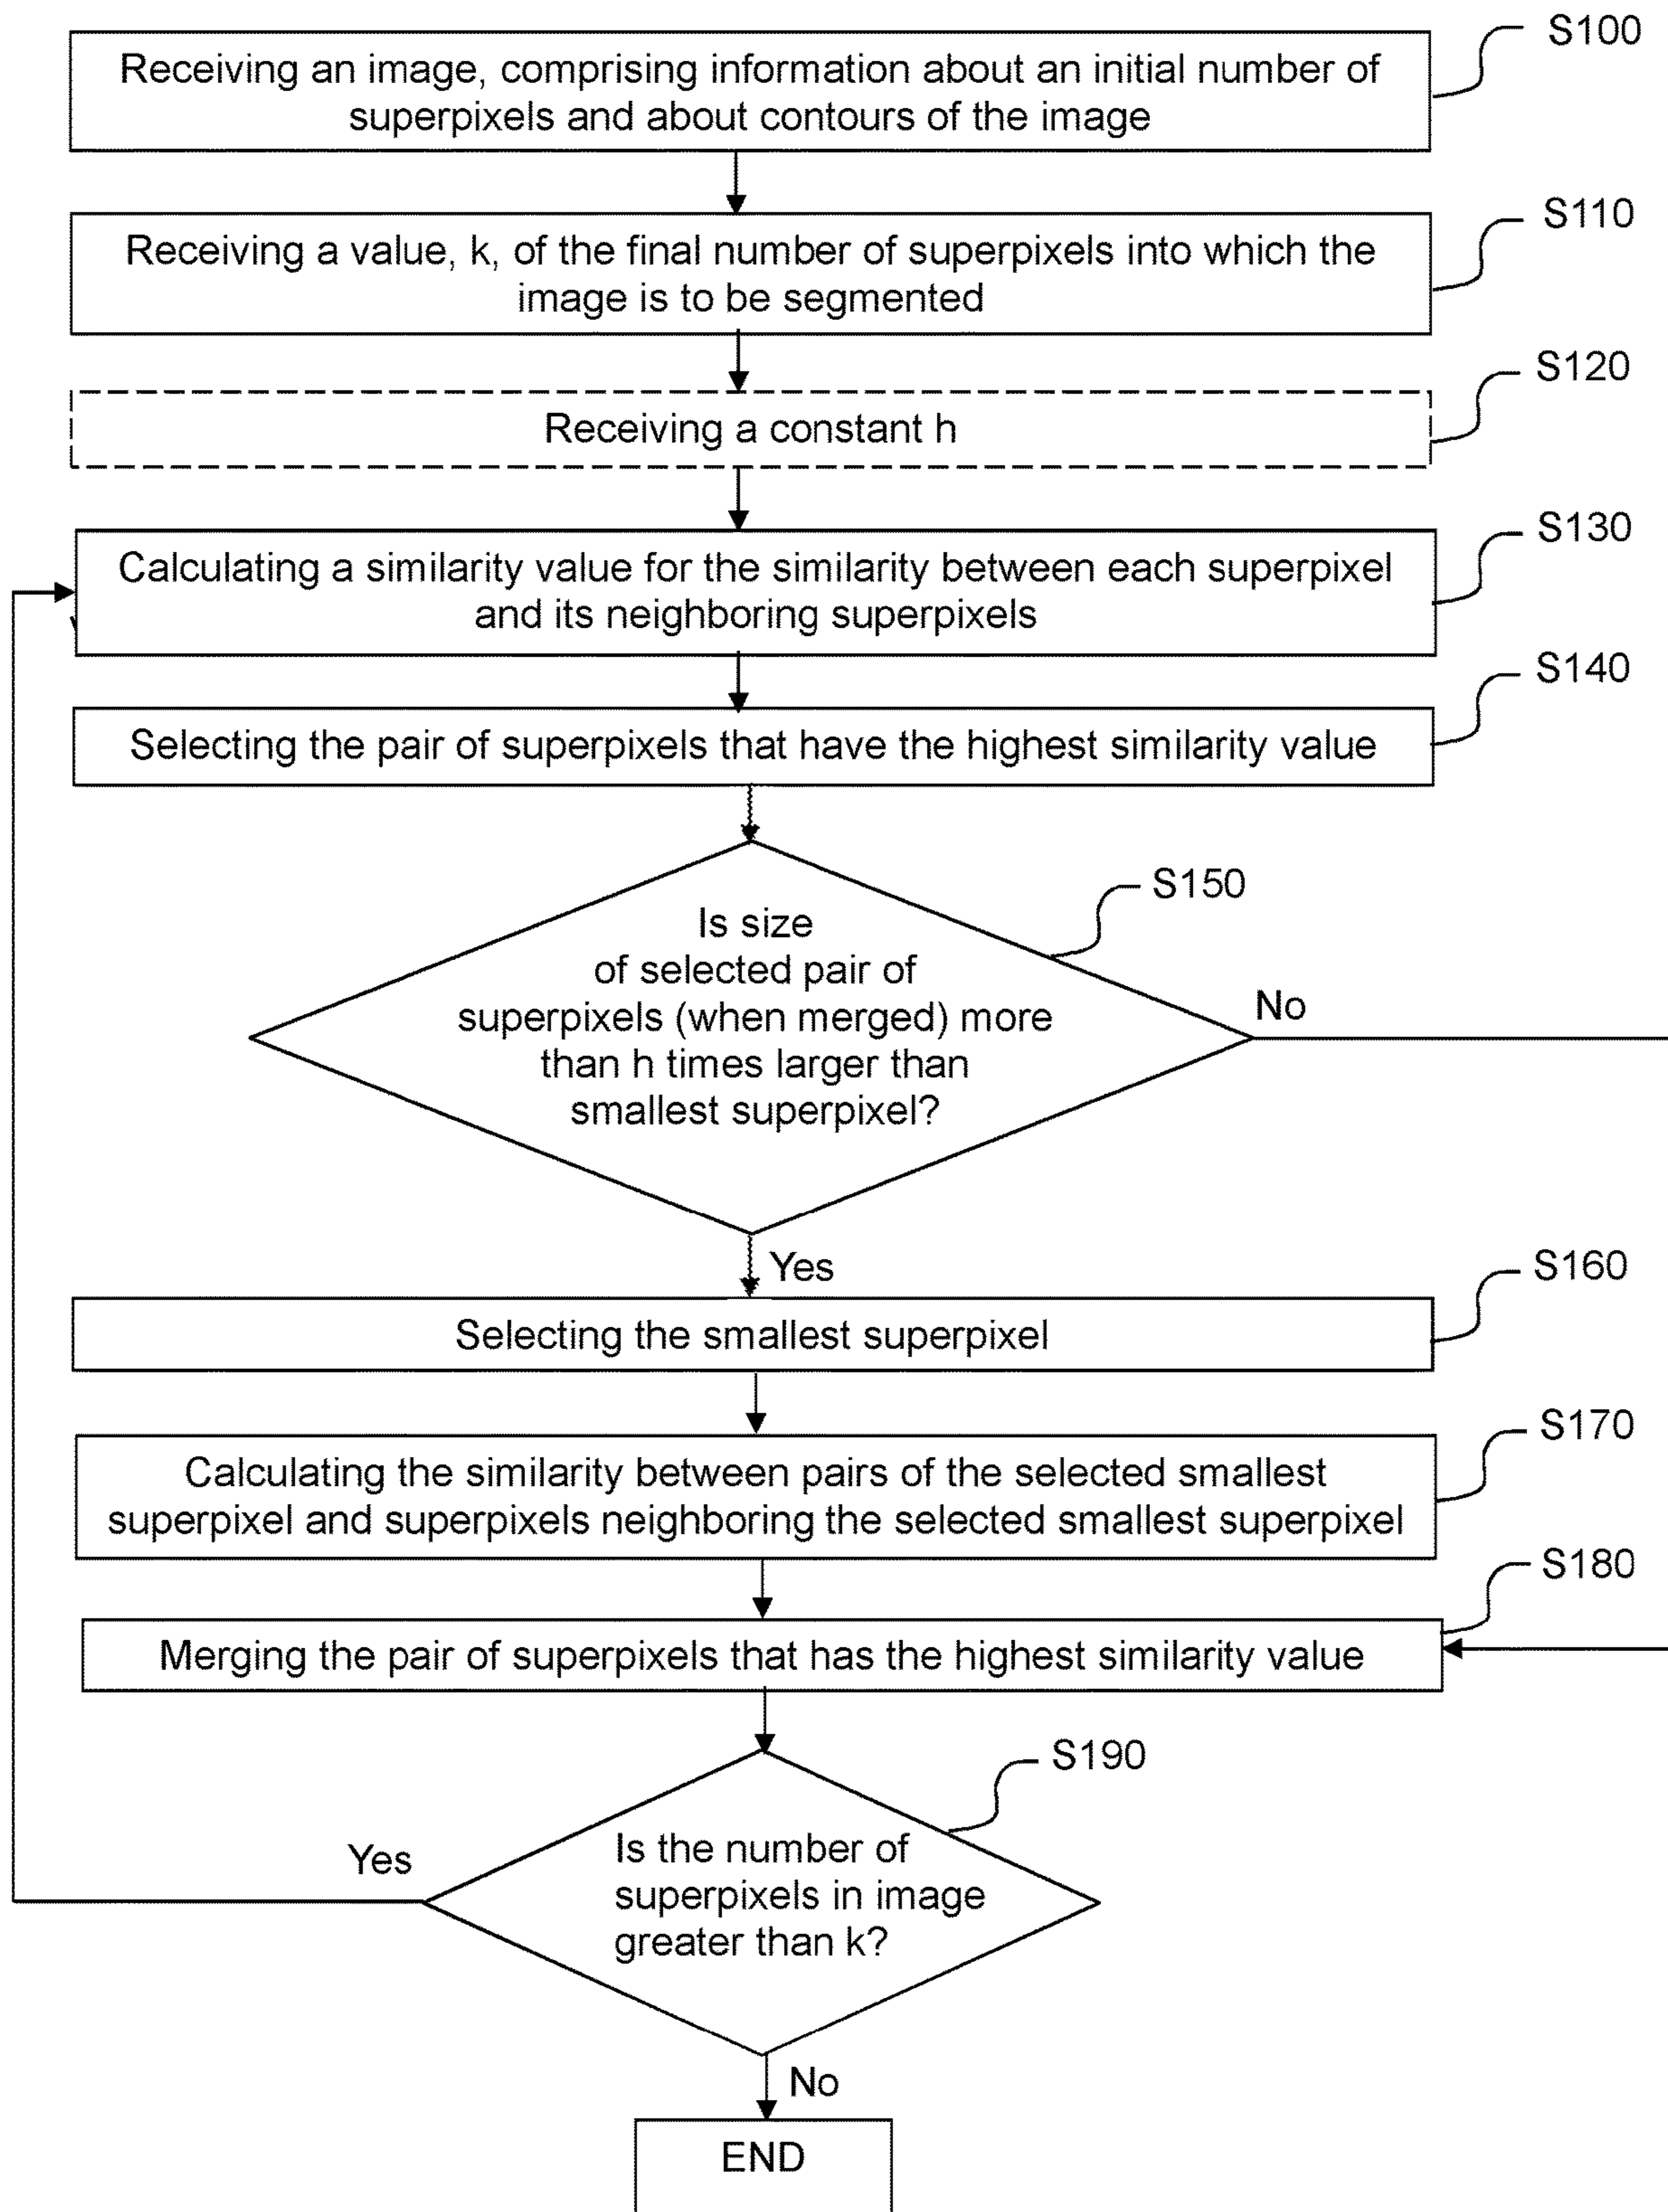 S100
Receiving an image, comprising information about an initial number of
superpixels and about contours of the image
S110
Receiving a value, k, of the final number of superpixels into which the
image is to be segmented
S120
Receiving a constant h
S130
Calculating a similarity value for the similarity between each superpixel
and its neighboring superpixels
S140
Selecting the pair of superpixels that have the highest similarity value
S150
Is size
of selected pair of
superpixels (when merged) more
than h times larger than
smallest superpixel?
No
Yes
S160
Selecting the smallest superpixel
S170
Calculating the similarity between pairs of the selected smallest
superpixel and superpixels neighboring the selected smallest superpixel
S180
Merging the pair of superpixels that has the highest similarity value
S190
Is the number of
superpixels in image
greater than k?
Yes
No
END